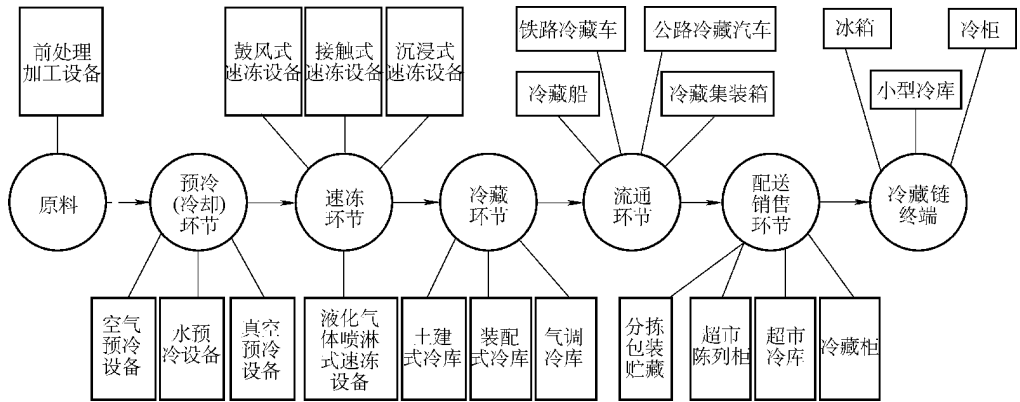 前处理
加工设备
鼓风式
速冻设备
接触式
速冻设备
沉浸式
速冻设备
铁路冷藏车
公路冷藏汽车
冷藏船
冷藏集装箱
冰箱
冷柜
小型冷库
原料
预冷
(冷却)
环节
速冻
环节
冷藏
环节
流通
环节
配送
销售
环节
冷藏链
终端
空气
预冷
设备
水预
冷设备
真空
预冷
设备
液化气
体喷淋
式速冻
设备
土建
式冷库
装配
式冷库
气调
冷库
分拣
包装
贮藏
超市
陈列柜
超市
冷库
冷藏柜